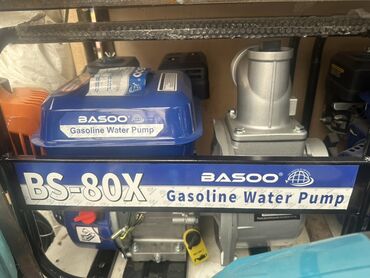 BASOO
Gasoline Water Pump
BS-80X
BASOO
Gasoline Water Pump